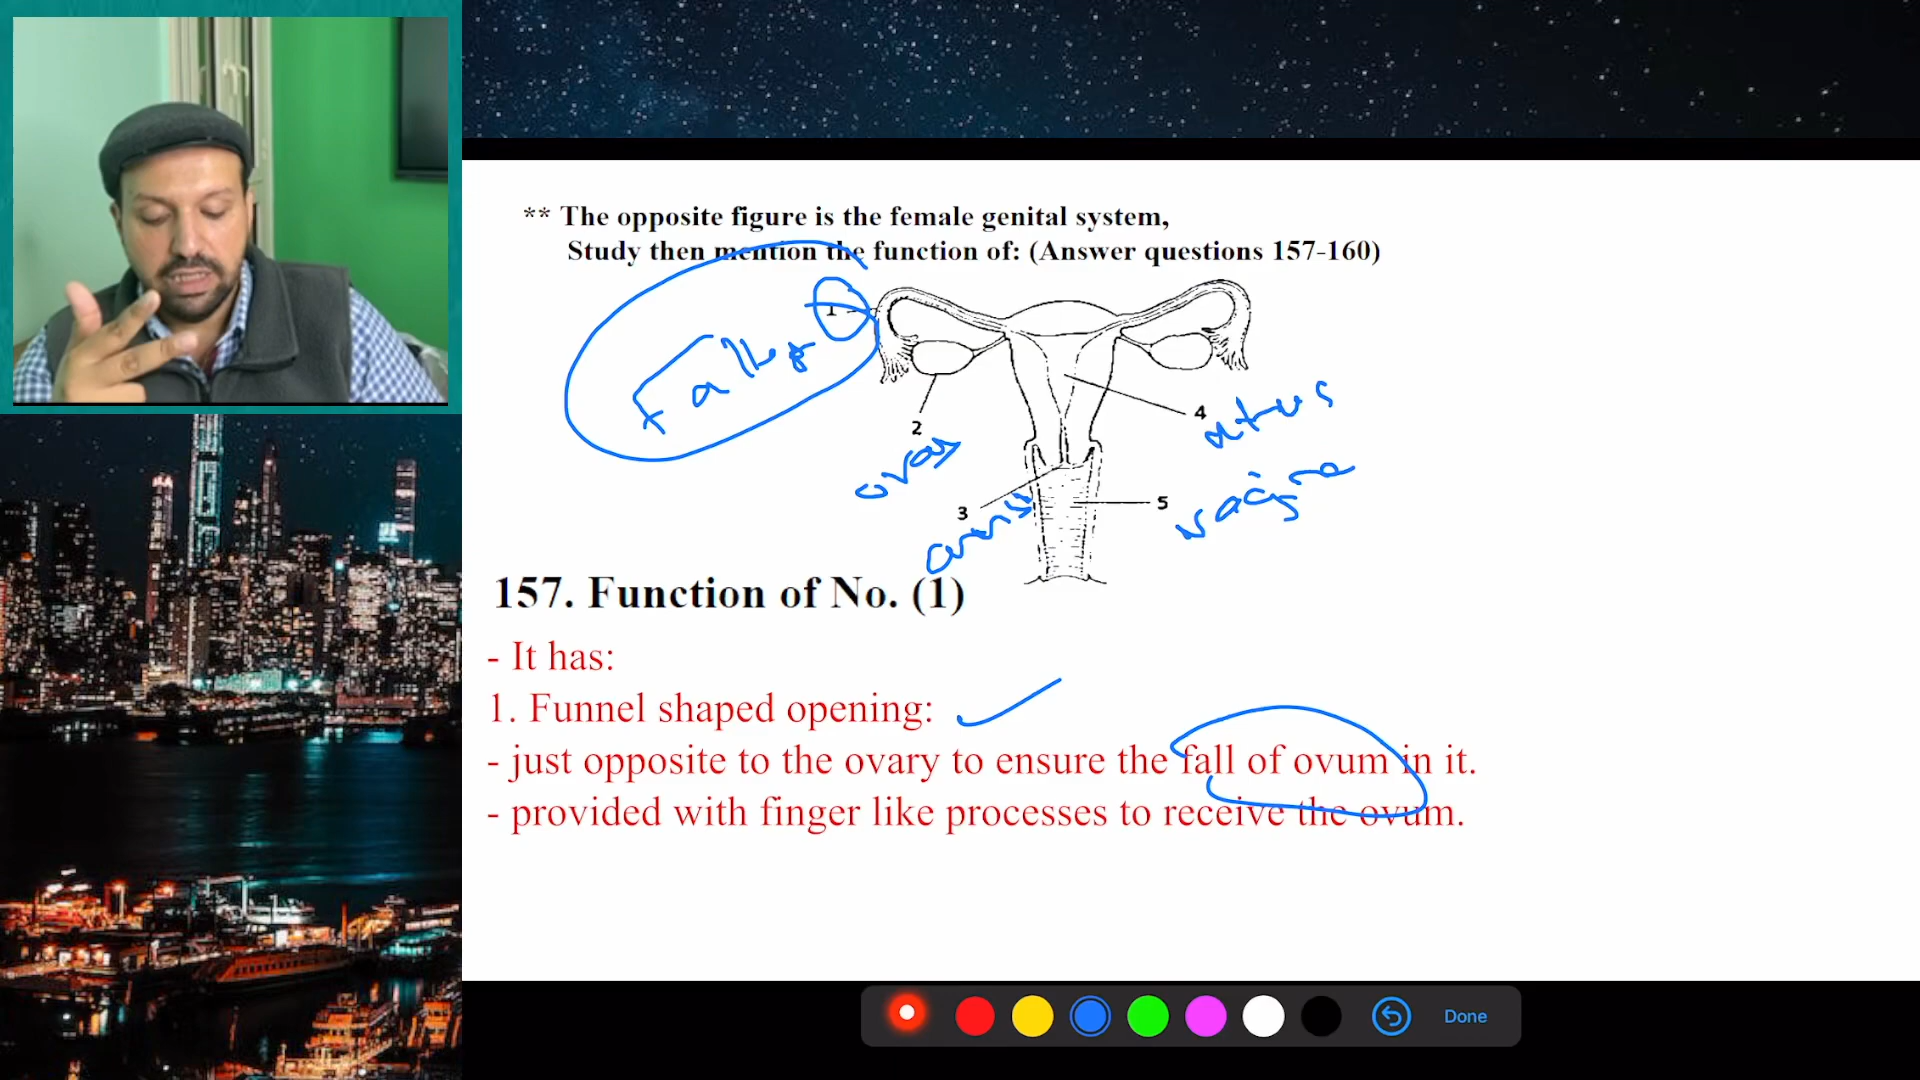 ** The opposite figure is the female genital system,
Study then mention the function of: (Answer questions 157-160)
1
2
3
4
5
ovary
vagina
157. Function of No. (1)
- It has:
1. Funnel shaped opening:
- just opposite to the ovary to ensure the fall of ovum in it.
- provided with finger like processes to receive the ovum.
Done